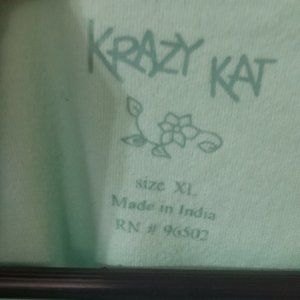 KRAZY KAT
size XL
Made in India
RN # 96502